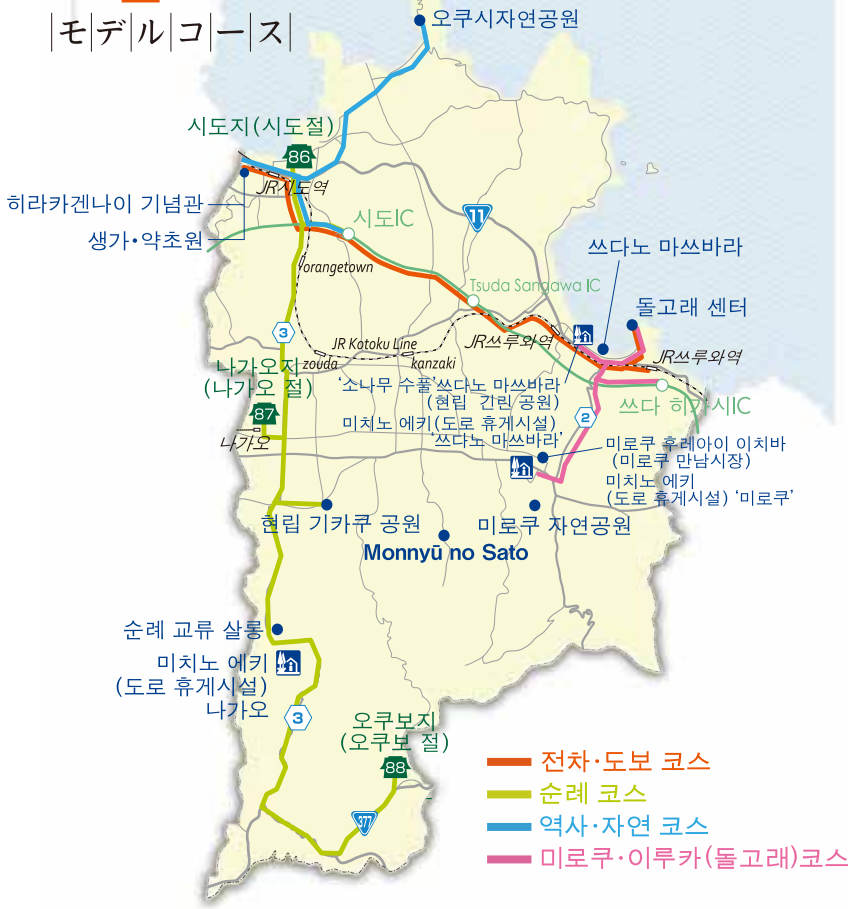 モデルコース
오쿠시자연공원
시도지(시도절)
86
JR시도역
히라카겐나이 기념관
생가•약초원
시도IC
11
쓰다노 마쓰바라
orangetown
Tsuda Sangawa IC
돌고래 센터
3
JR Kotoku Line
JR쓰루와역
JR쓰루와역
zouda
kanzaki
나가오지
(나가오 절)
87
나가오
'소나무 수풀'쓰다노 마쓰바라
(현립 긴린 공원)
쓰다 히가시IC
미치노 에키(도로 휴게시설)
'쓰다노 마쓰바라'
2
미로쿠 후레아이 이치바
(미로쿠 만남시장)
미치노 에키
(도로 휴게시설) '미로쿠'
현립 기카쿠 공원
미로쿠 자연공원
Monnyū no Sato
순례 교류 살롱
미치노 에키
(도로 휴게시설)
나가오
3
오쿠보지
(오쿠보 절)
88
377
전차•도보 코스
순례 코스
역사•자연 코스
미로쿠•이루카(돌고래)코스